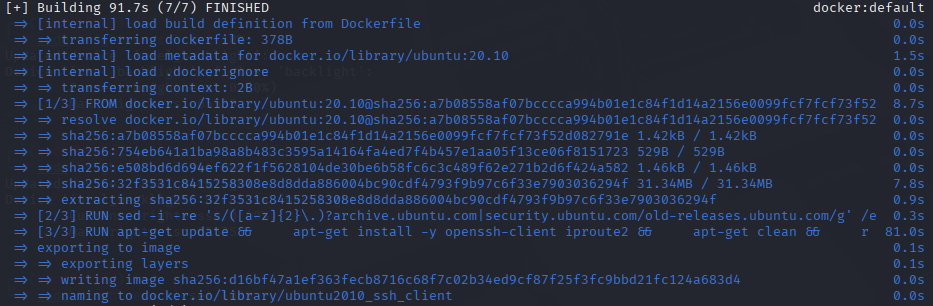 [+] Building 91.7s (7/7) FINISHED docker:default
=> [internal] load build definition from Dockerfile 0.0s
=> => transferring dockerfile: 378B 0.0s
=> [internal] load metadata for docker.io/library/ubuntu:20.10 1.5s
=> [internal] load .dockerignore 0.0s
=> => transferring context: 2B 0.0s
=> [1/3] FROM docker.io/library/ubuntu:20.10@sha256:a7b08558af07bcccca994b01e1c84f1d14a2156e0099fcf7fcf73f52 8.7s
=> => resolve docker.io/library/ubuntu:20.10@sha256:a7b08558af07bcccca994b01e1c84f1d14a2156e0099fcf7fcf73f52 0.0s
=> => sha256:a7b08558af07bcccca994b01e1c84f1d14a2156e0099fcf7fcf73f52d082791e 1.42kB / 1.42kB 0.0s
=> => sha256:754eb641a1ba98a8b483c3595a14164fa4ed7f4b457e1aa05f13ce06f8151723 529B / 529B 0.0s
=> => sha256:e508bd6d694ef622f1f5628104de30be6b58fc6c3c489f62e271b2d6f424a582 1.46kB / 1.46kB 0.0s
=> => sha256:32f3531c8415258308e8d8dda886004bc90cdf4793f9b97c6f33e7903036294f 31.34MB / 31.34MB 7.8s
=> => extracting sha256:32f3531c8415258308e8d8dda886004bc90cdf4793f9b97c6f33e7903036294f 0.9s
=> [2/3] RUN sed -i -re 's/([a-z]{2}\.)?archive.ubuntu.com|security.ubuntu.com/old-releases.ubuntu.com/g' /e 0.3s
=> [3/3] RUN apt-get update && apt-get install -y openssh-client iproute2 && apt-get clean && r 81.0s
=> exporting to image 0.1s
=> => exporting layers 0.1s
=> => writing image sha256:d16bf47a1ef363fecb8716c68f7c02b34ed9cf87f25f3fc9bbd21fc124a683d4 0.0s
=> => naming to docker.io/library/ubuntu2010_ssh_client 0.0s